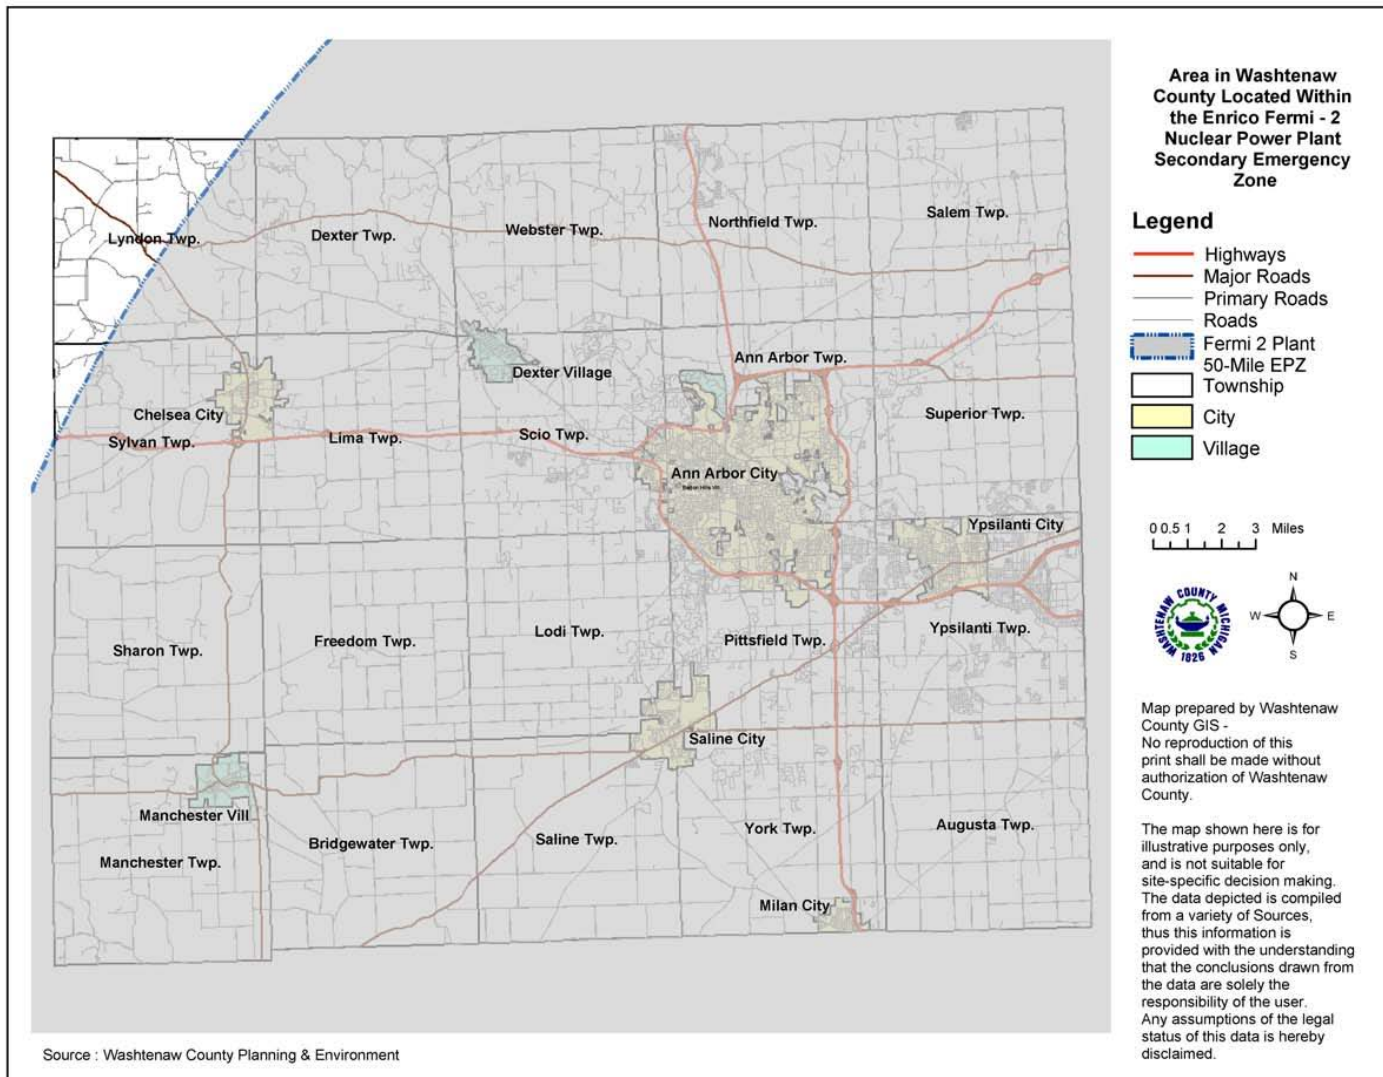 Area in Washtenaw
County Located Within
the Enrico Fermi - 2
Nuclear Power Plant
Secondary Emergency
Zone
Legend
Highways
Major Roads
Primary Roads
Roads
Fermi 2 Plant
50-Mile EPZ
Township
City
Village
0 0.5 1 2 3 Miles
N
W E
S
WASHTENAW COUNTY MICHIGAN
1826
Map prepared by Washtenaw
County GIS -
No reproduction of this
print shall be made without
authorization of Washtenaw
County.
The map shown here is for
illustrative purposes only,
and is not suitable for
site-specific decision making.
The data depicted is compiled
from a variety of Sources,
thus this information is
provided with the understanding
that the conclusions drawn from
the data are solely the
responsibility of the user.
Any assumptions of the legal
status of this data is hereby
disclaimed.
Lyndon Twp.
Dexter Twp.
Webster Twp.
Northfield Twp.
Salem Twp.
Dexter Village
Ann Arbor Twp.
Chelsea City
Superior Twp.
Sylvan Twp.
Lima Twp.
Scio Twp.
Ann Arbor City
Ypsilanti City
Sharon Twp.
Freedom Twp.
Lodi Twp.
Pittsfield Twp.
Ypsilanti Twp.
Saline City
Manchester Vill
Manchester Twp.
Bridgewater Twp.
Saline Twp.
York Twp.
Augusta Twp.
Milan City
Source : Washtenaw County Planning & Environment